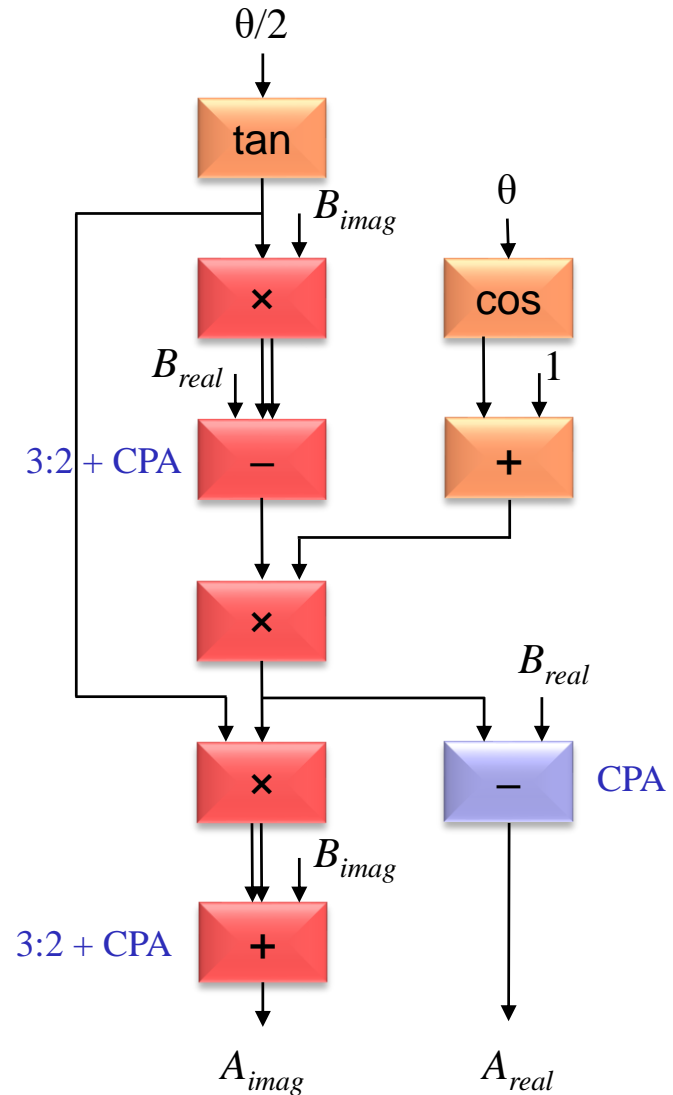 θ/2
tan
θ
B_imag
×
cos
B_real
1
3:2 + CPA
−
+
×
B_real
×
−
CPA
B_imag
3:2 + CPA
+
A_imag
A_real